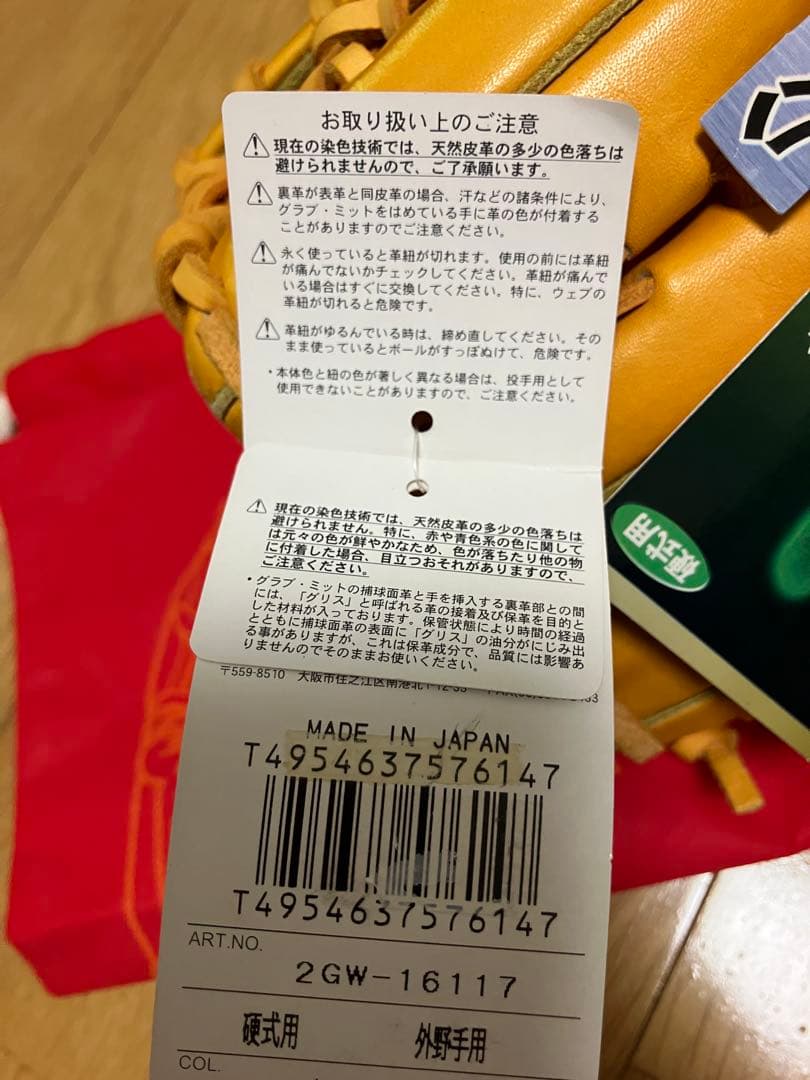 お取り扱い上のご注意
現在の染色技術では、天然皮革の多少の色落ちは
避けられませんので、ご了承願います。
裏革が表革と同皮革の場合、汗などの諸条件により、
グラブ・ミットをはめている手に革の色が付着する
ことがありますのでご注意ください。
永く使っていると革紐が切れます。使用の前には革紐
が痛んでないかチェックしてください。革紐が痛んで
いる場合はすぐに交換してください。特に、ウェブの
革紐が切れると危険です。
革紐がゆるんでいる時は、締め直してください。その
まま使っているとボールがすっぽぬけて、危険です。
・本体色と紐の色が著しく異なる場合は、投手用として
使用できないことがありますので、ご注意ください。
現在の染色技術では、天然皮革の多少の色落ちは
避けられません。特に、赤や青色系の色に関して
は元々の色が鮮やかなため、色が落ちたり他の物
に付着した場合、目立つおそれがありますので、
ご注意ください。
・グラブ・ミットの捕球面革と手を挿入する裏革部との間
には、「グリス」と呼ばれる革の接着及び保革を目的と
した材料が入っております。保管状態により時間の経過
とともに捕球面革の表面に「グリス」の油分がにじみ出
る事がありますが、これは保革成分で、品質には影響あ
りませんのでそのままお使いください。
〒559-8510 大阪市住之江区南港北1-12-35
MADE IN JAPAN
T4954637576147
T4954637576147
ART.NO.
2GW-16117
硬式用 外野手用
COL.
硬式用